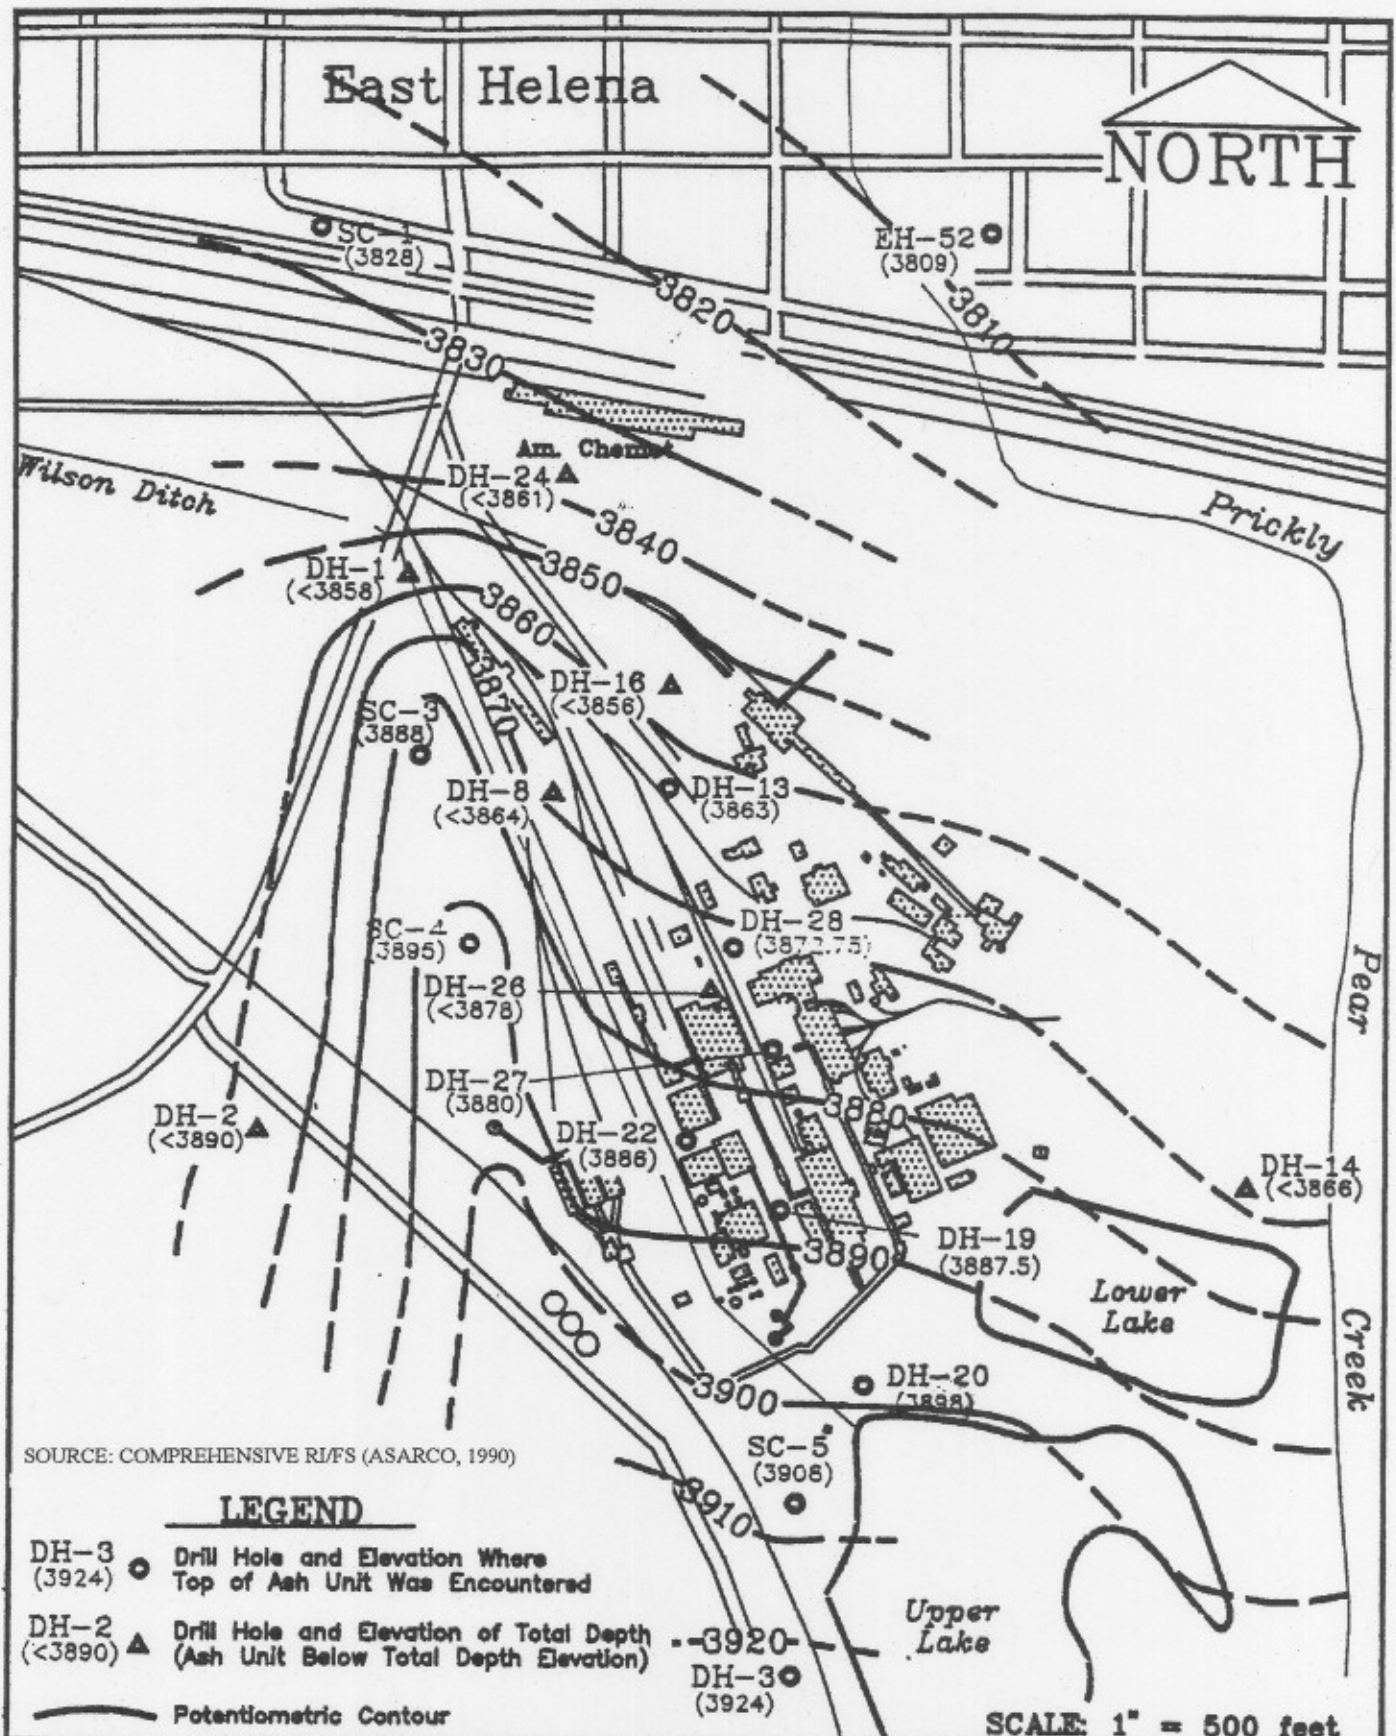 East Helena
NORTH
SC-1
(3828)
EH-52
(3809)
3820
3810
3830
Am. Chemet
Wilson Ditch
DH-24
(<3861)
Prickly
3840
DH-1
(<3858)
3850
3860
DH-16
(<3856)
3870
SC-3
(3888)
DH-8
(<3864)
DH-13
(3863)
SC-4
(3895)
DH-28
(3872.75)
DH-26
(<3878)
Pear
DH-27
(3880)
3880
DH-2
(<3890)
DH-22
(3886)
DH-14
(<3866)
3890
DH-19
(3887.5)
Lower
Lake
Creek
3900
DH-20
(3898)
SC-5
(3908)
SOURCE: COMPREHENSIVE RI/FS (ASARCO, 1990)
3910
LEGEND
DH-3
(3924)
Drill Hole and Elevation Where
Top of Ash Unit Was Encountered
DH-2
(<3890)
Drill Hole and Elevation of Total Depth
(Ash Unit Below Total Depth Elevation)
3920
Upper
Lake
DH-3
(3924)
Potentiometric Contour
SCALE: 1" = 500 feet